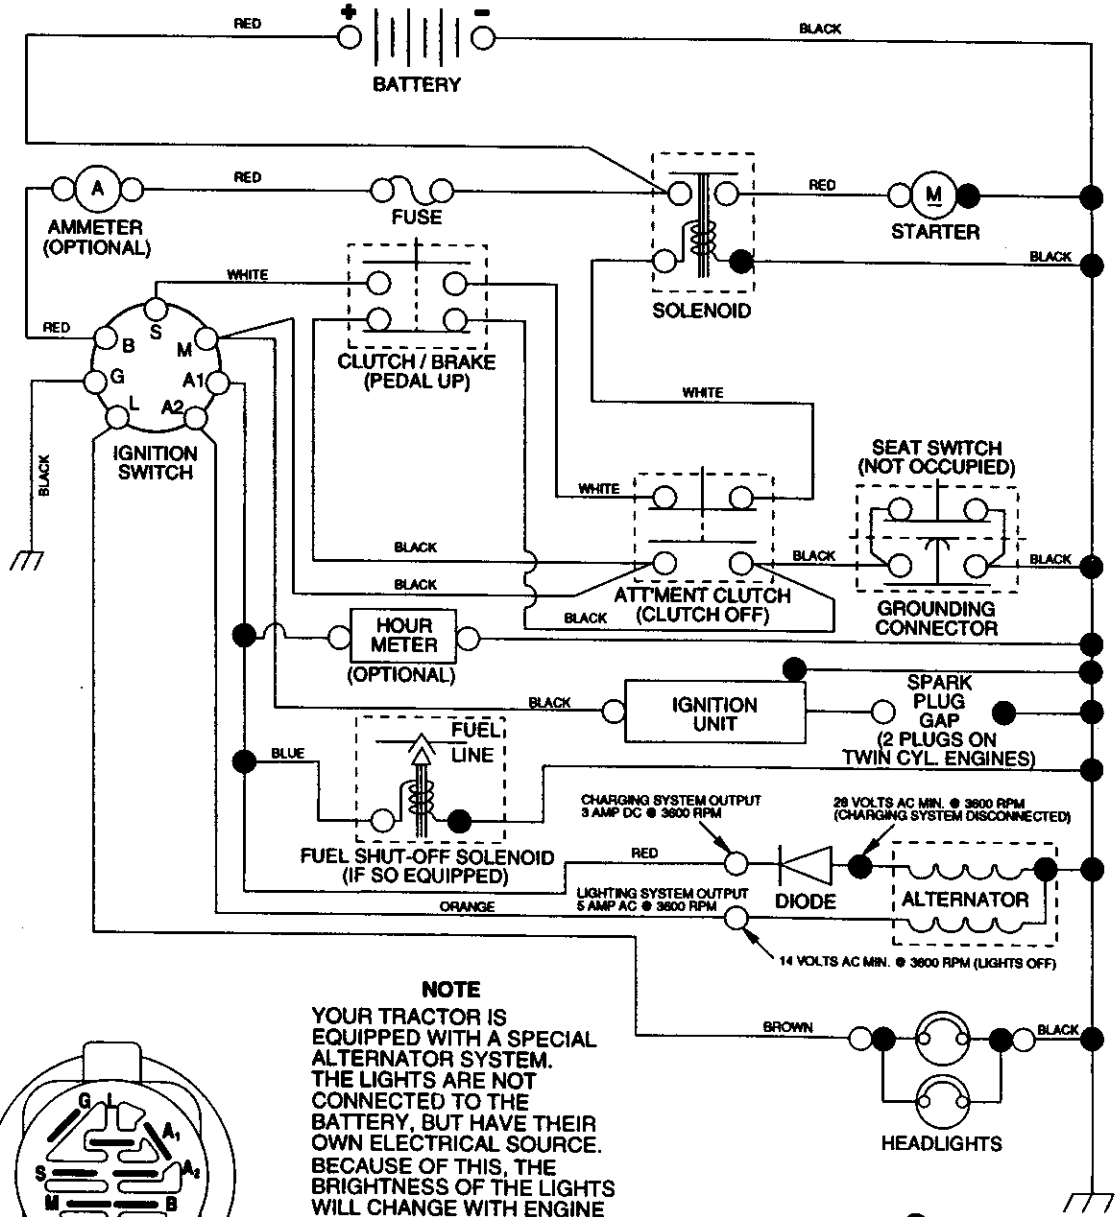 RED
+
-
BLACK
BATTERY
A
AMMETER
(OPTIONAL)
RED
FUSE
RED
M
STARTER
BLACK
SOLENOID
WHITE
CLUTCH / BRAKE
(PEDAL UP)
RED
S
B
M
G
A1
L
A2
IGNITION
SWITCH
BLACK
WHITE
SEAT SWITCH
(NOT OCCUPIED)
WHITE
BLACK
BLACK
BLACK
BLACK
ATT'MENT CLUTCH
(CLUTCH OFF)
BLACK
GROUNDING
CONNECTOR
HOUR
METER
(OPTIONAL)
BLACK
IGNITION
UNIT
SPARK
PLUG
GAP
(2 PLUGS ON
TWIN CYL. ENGINES)
BLUE
FUEL
LINE
FUEL SHUT-OFF SOLENOID
(IF SO EQUIPPED)
CHARGING SYSTEM OUTPUT
3 AMP DC @ 3600 RPM
28 VOLTS AC MIN. @ 3600 RPM
(CHARGING SYSTEM DISCONNECTED)
RED
DIODE
ALTERNATOR
ORANGE
LIGHTING SYSTEM OUTPUT
5 AMP AC @ 3600 RPM
14 VOLTS AC MIN. @ 3600 RPM (LIGHTS OFF)
BROWN
BLACK
HEADLIGHTS
NOTE
YOUR TRACTOR IS
EQUIPPED WITH A SPECIAL
ALTERNATOR SYSTEM.
THE LIGHTS ARE NOT
CONNECTED TO THE
BATTERY, BUT HAVE THEIR
OWN ELECTRICAL SOURCE.
BECAUSE OF THIS, THE
BRIGHTNESS OF THE LIGHTS
WILL CHANGE WITH ENGINE
G
L
A1
A2
S
M
B